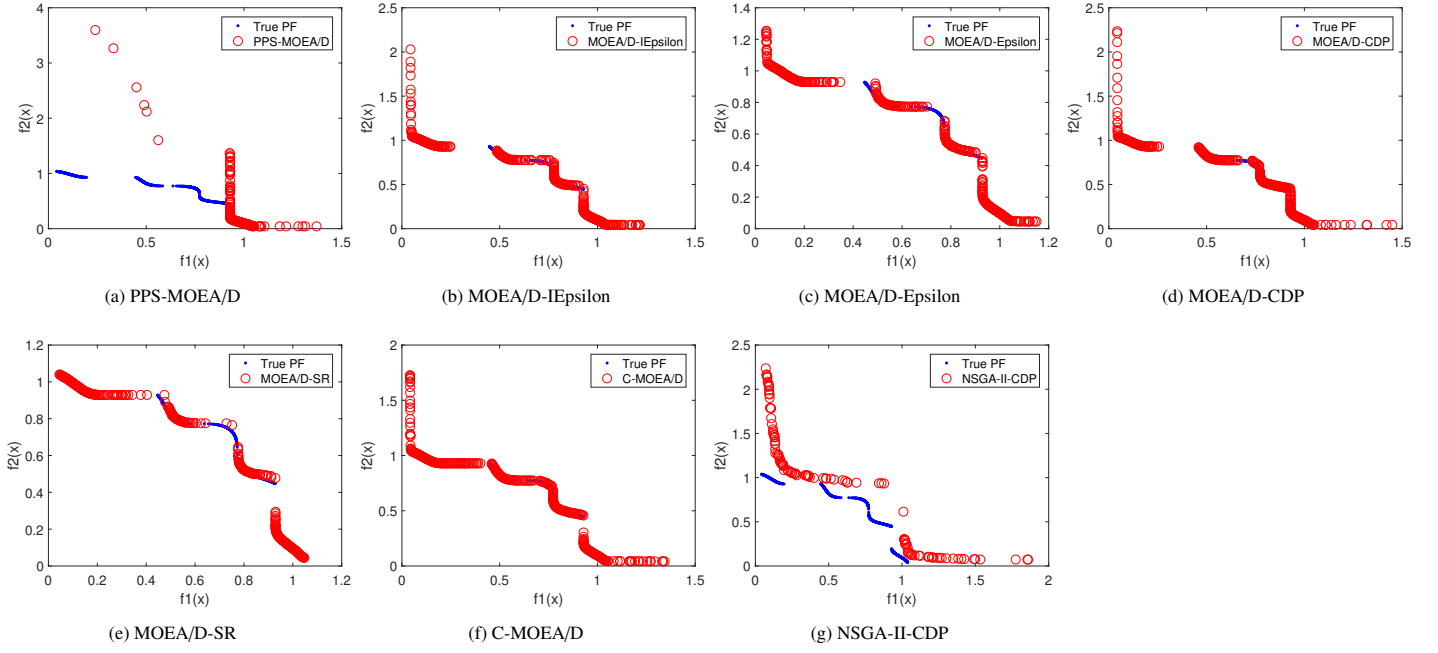 True PF
PPS-MOEA/D
f2(x)
4
3
2
1
0
0
0.5
1
1.5
f1(x)
(a) PPS-MOEA/D
True PF
MOEA/D-IEpsilon
f2(x)
2.5
2
1.5
1
0.5
0
0
0.5
1
1.5
f1(x)
(b) MOEA/D-IEpsilon
True PF
MOEA/D-Epsilon
f2(x)
1.4
1.2
1
0.8
0.6
0.4
0.2
0
0
0.2
0.4
0.6
0.8
1
1.2
f1(x)
(c) MOEA/D-Epsilon
True PF
MOEA/D-CDP
f2(x)
2.5
2
1.5
1
0.5
0
0
0.5
1
1.5
f1(x)
(d) MOEA/D-CDP
True PF
MOEA/D-SR
f2(x)
1.2
1
0.8
0.6
0.4
0.2
0
0
0.2
0.4
0.6
0.8
1
1.2
f1(x)
(e) MOEA/D-SR
True PF
C-MOEA/D
f2(x)
2
1.5
1
0.5
0
0
0.5
1
1.5
f1(x)
(f) C-MOEA/D
True PF
NSGA-II-CDP
f2(x)
2.5
2
1.5
1
0.5
0
0
0.5
1
1.5
2
f1(x)
(g) NSGA-II-CDP